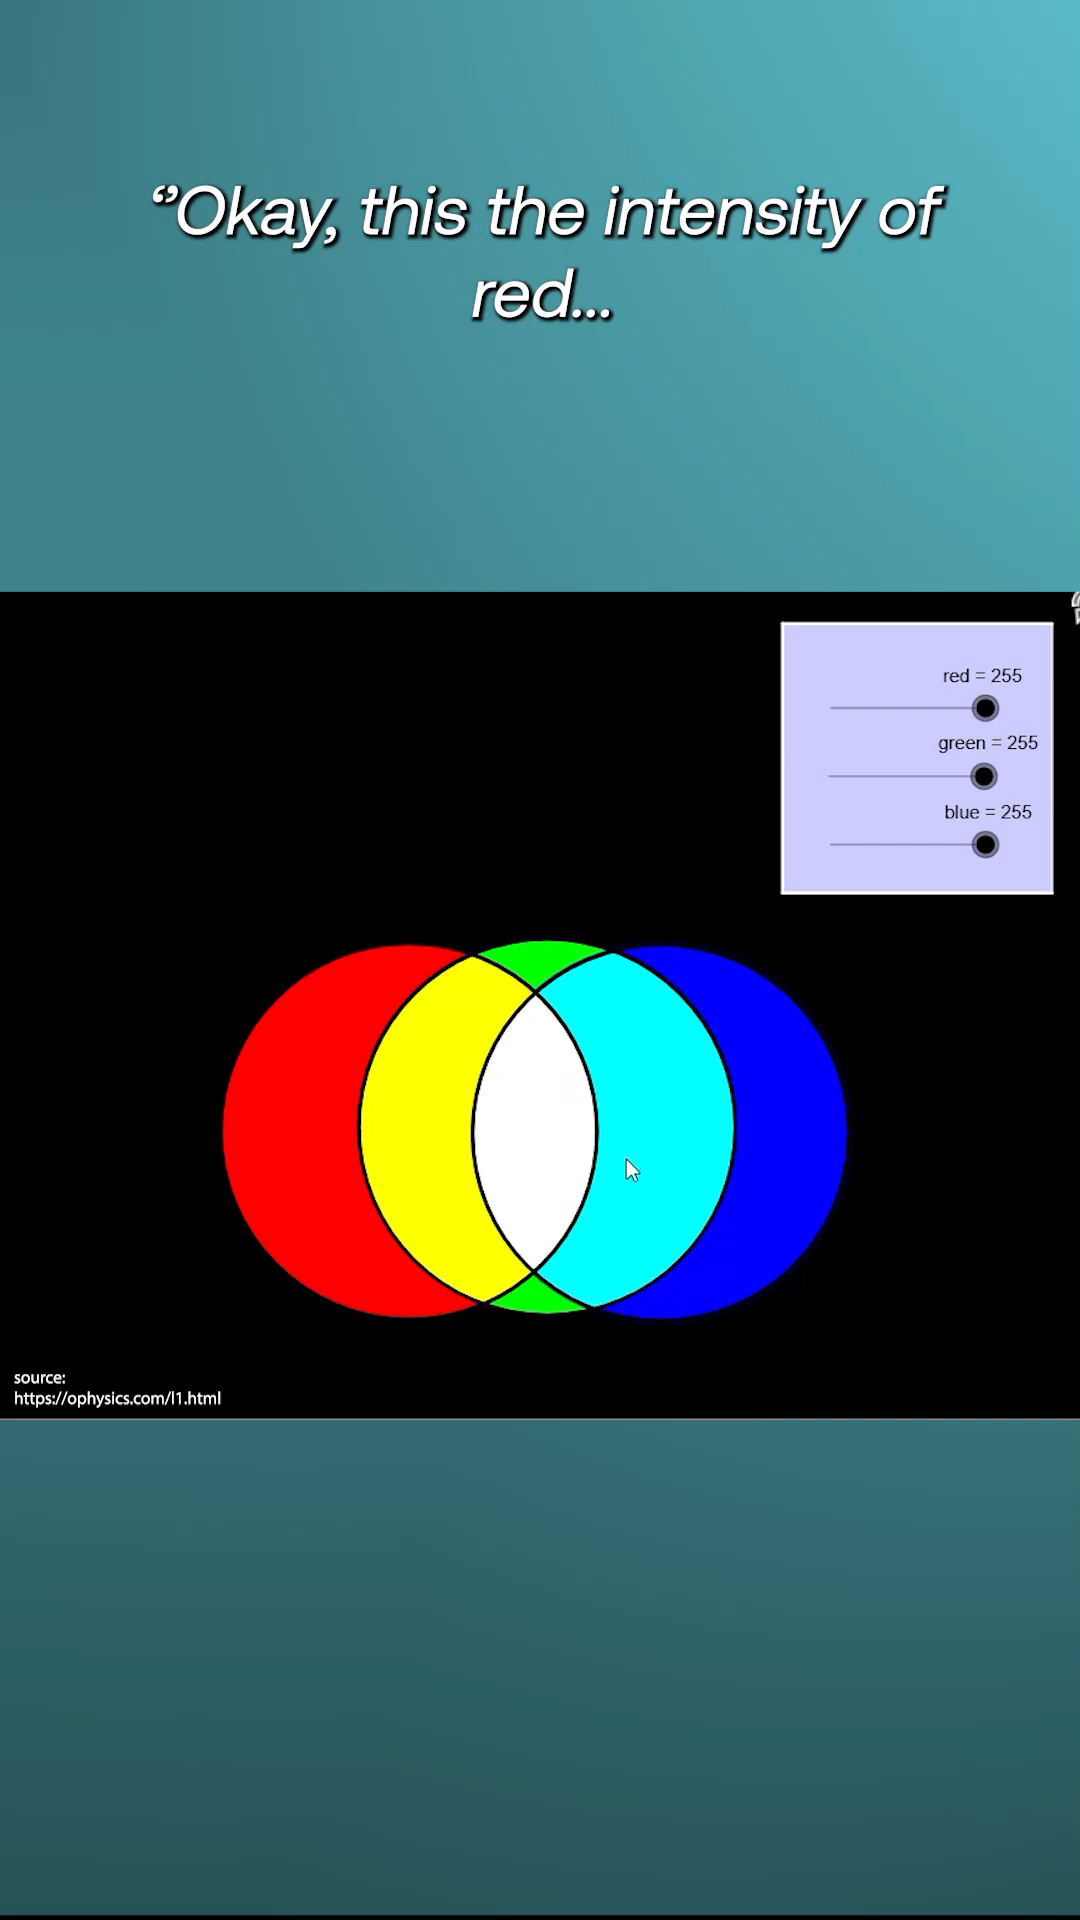 “Okay, this the intensity of
red...
red = 255
green = 255
blue = 255
source:
https://ophysics.com/l1.html